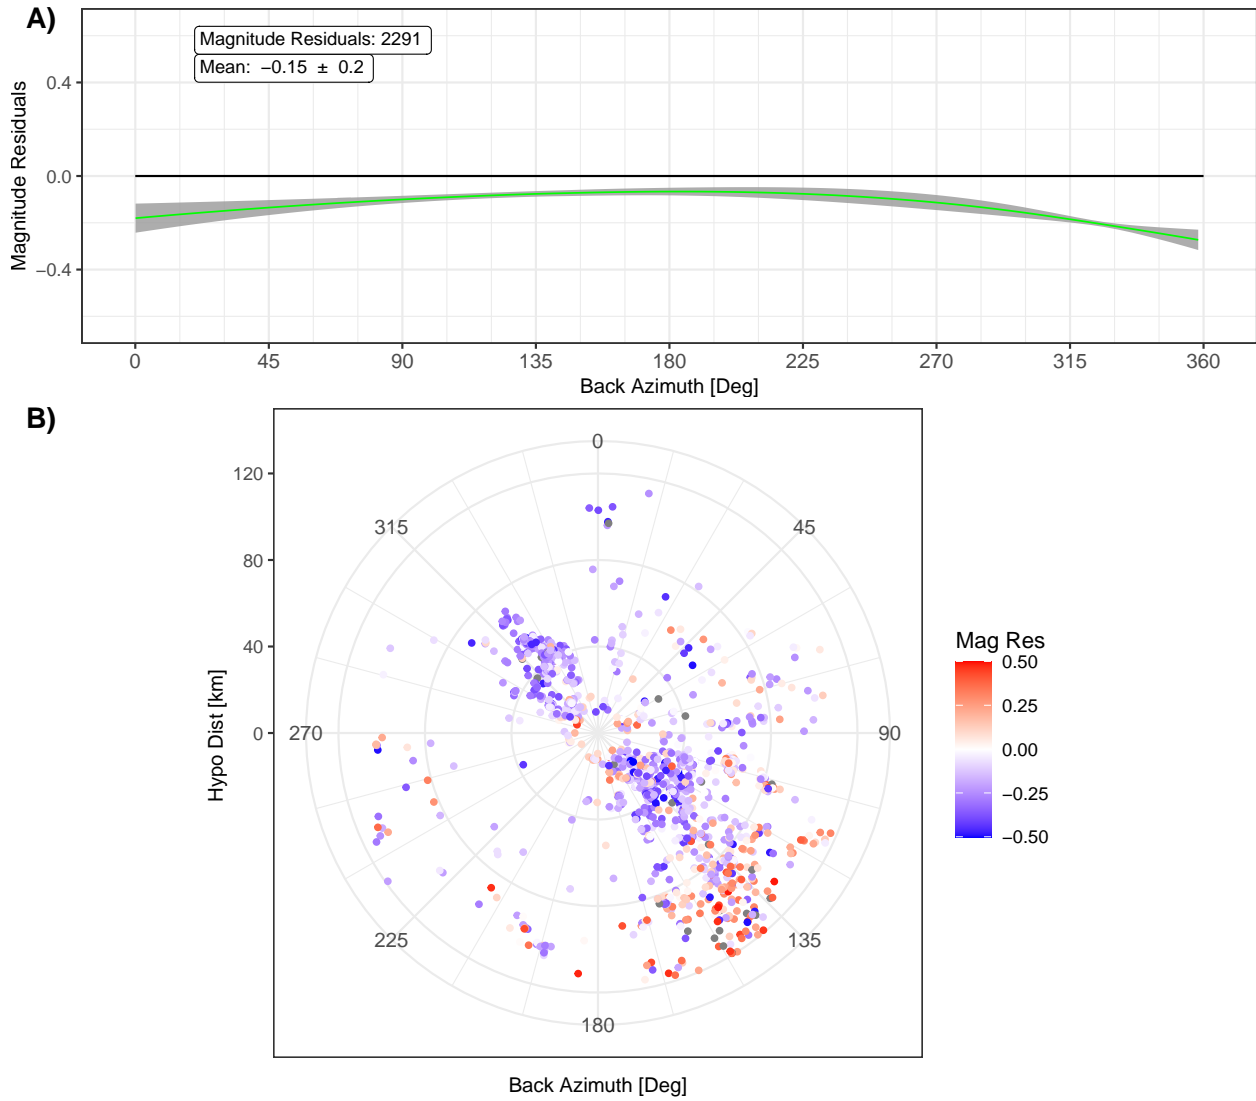 A)
Magnitude Residuals: 2291
Mean: −0.15 ± 0.2
Magnitude Residuals
0.4
0.0
−0.4
0 45 90 135 180 225 270 315 360
Back Azimuth [Deg]
B)
Hypo Dist [km]
120
80
40
0
0
45
90
135
180
225
270
315
Back Azimuth [Deg]
Mag Res
0.50
0.25
0.00
−0.25
−0.50